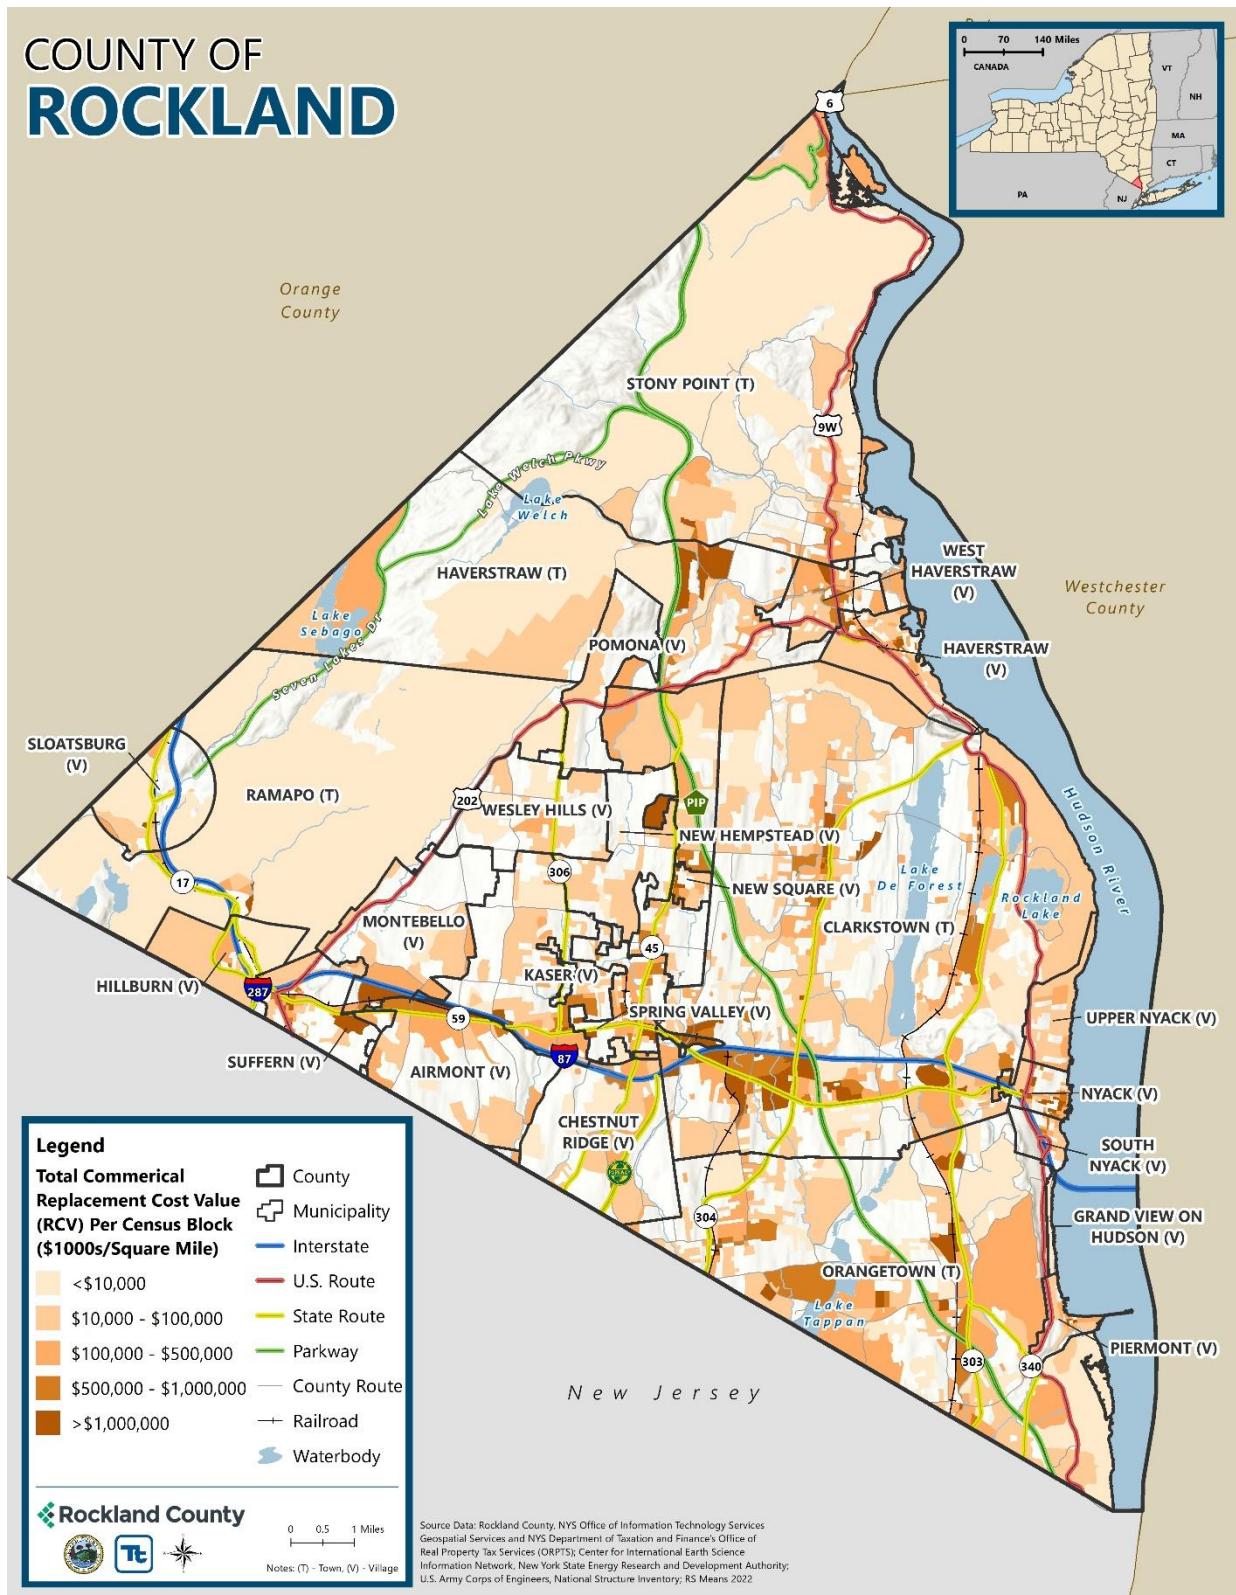 COUNTY OF
ROCKLAND
0 70 140 Miles
CANADA
VT
NH
MA
CT
PA
NJ
6
Orange
County
STONY POINT (T)
9W
Lake Welch Pkwy
Lake
Welch
WEST
HAVERSTRAW
(V)
HAVERSTRAW (T)
Westchester
County
Lake
Sebago
Seven Lakes Dr
POMONA (V)
HAVERSTRAW
(V)
SLOATSBURG
(V)
RAMAPO (T)
202
WESLEY HILLS (V)
PIP
NEW HEMPSTEAD (V)
Hudson River
17
306
NEW SQUARE (V)
Lake
De Forest
Rockland
Lake
MONTEBELLO
(V)
CLARKSTOWN (T)
45
KASER (V)
HILLBURN (V)
287
SPRING VALLEY (V)
59
UPPER NYACK (V)
SUFFERN (V)
87
AIRMONT (V)
NYACK (V)
CHESTNUT
RIDGE (V)
SOUTH
NYACK (V)
304
GRAND VIEW ON
HUDSON (V)
ORANGETOWN (T)
Lake
Tappan
PIERMONT (V)
303
340
New Jersey
Legend
Total Commerical
Replacement Cost Value
(RCV) Per Census Block
($1000s/Square Mile)
<$10,000
$10,000 - $100,000
$100,000 - $500,000
$500,000 - $1,000,000
>$1,000,000
County
Municipality
Interstate
U.S. Route
State Route
Parkway
County Route
Railroad
Waterbody
Rockland County
Tt
0 0.5 1 Miles
Notes: (T) - Town, (V) - Village
Source Data: Rockland County, NYS Office of Information Technology Services
Geospatial Services and NYS Department of Taxation and Finance's Office of
Real Property Tax Services (ORPTS); Center for International Earth Science
Information Network, New York State Energy Research and Development Authority;
U.S. Army Corps of Engineers, National Structure Inventory; RS Means 2022